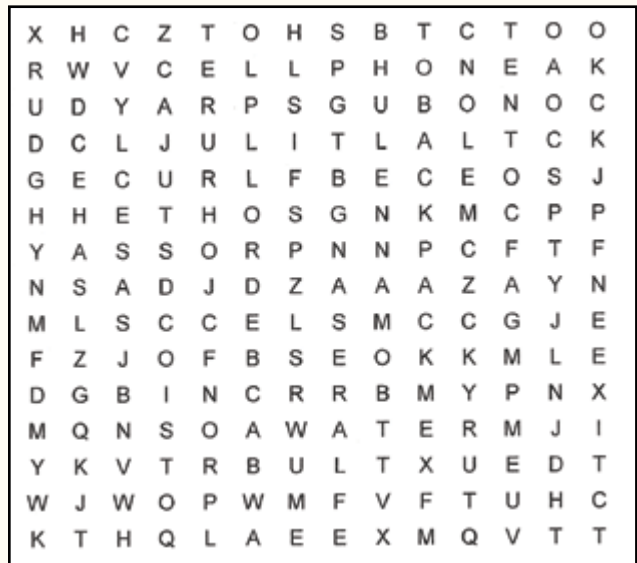 X H C Z T O H S B T C T O O
R W V C E L L P H O N E A K
U D Y A R P S G U B O N O C
D C L J U L I T L A L T C K
G E C U R L F B E C E O S J
H H E T H O S G N K M C P P
Y A S S O R P N N P C F T F
N S A D J D Z A A A Z A Y N
M L S C C E L S M C C G J E
F Z J O F B S E O K K M L E
D G B I N C R R B M Y P N X
M Q N S O A W A T E R M J I
Y K V T R B U L T X U E D T
W J W O P W M F V F T U H C
K T H Q L A E E X M Q V T T